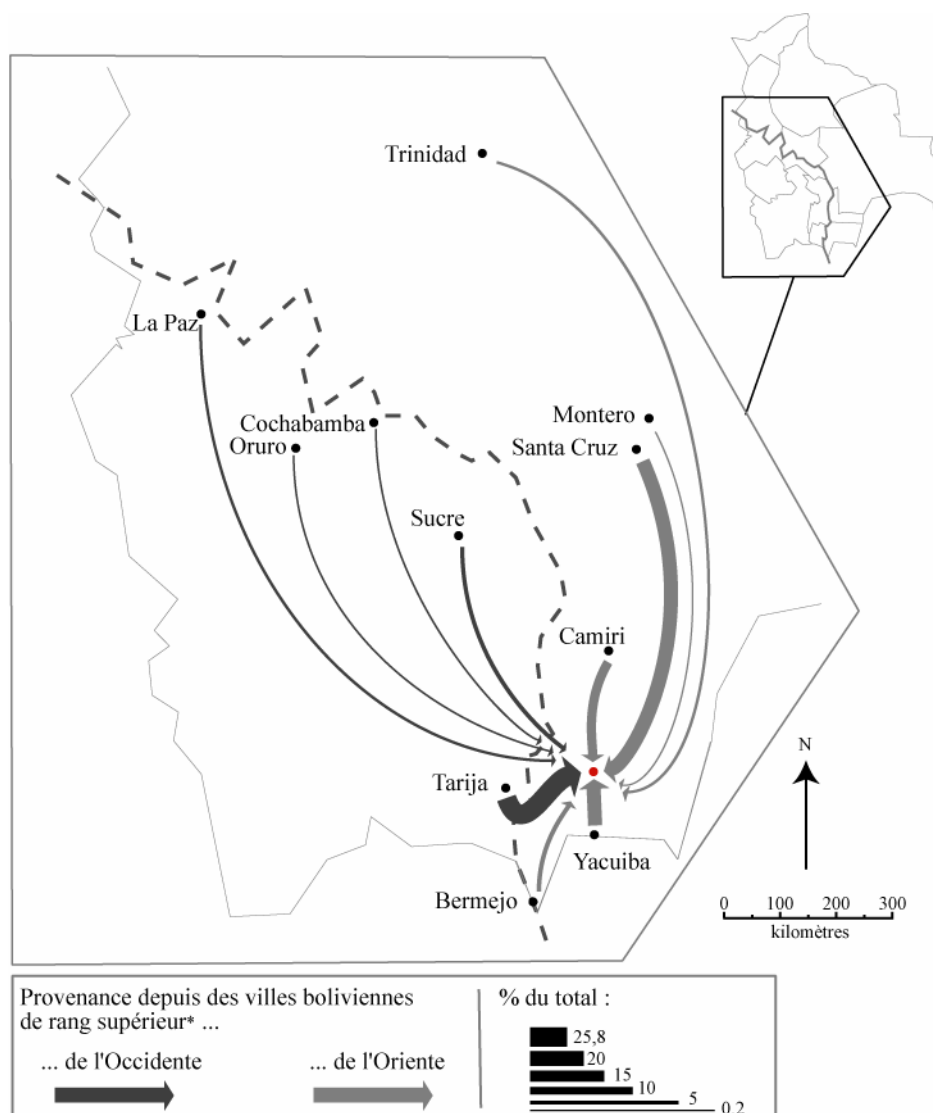 Trinidad
La Paz
Montero
Cochabamba
Oruro
Santa Cruz
Sucre
Camiri
N
Tarija
Yacuiba
Bermejo
0 100 200 300
kilomètres
Provenance depuis des villes boliviennes
de rang supérieur* ...
... de l'Occidente
... de l'Oriente
% du total :
25,8
20
15
10
5
0,2